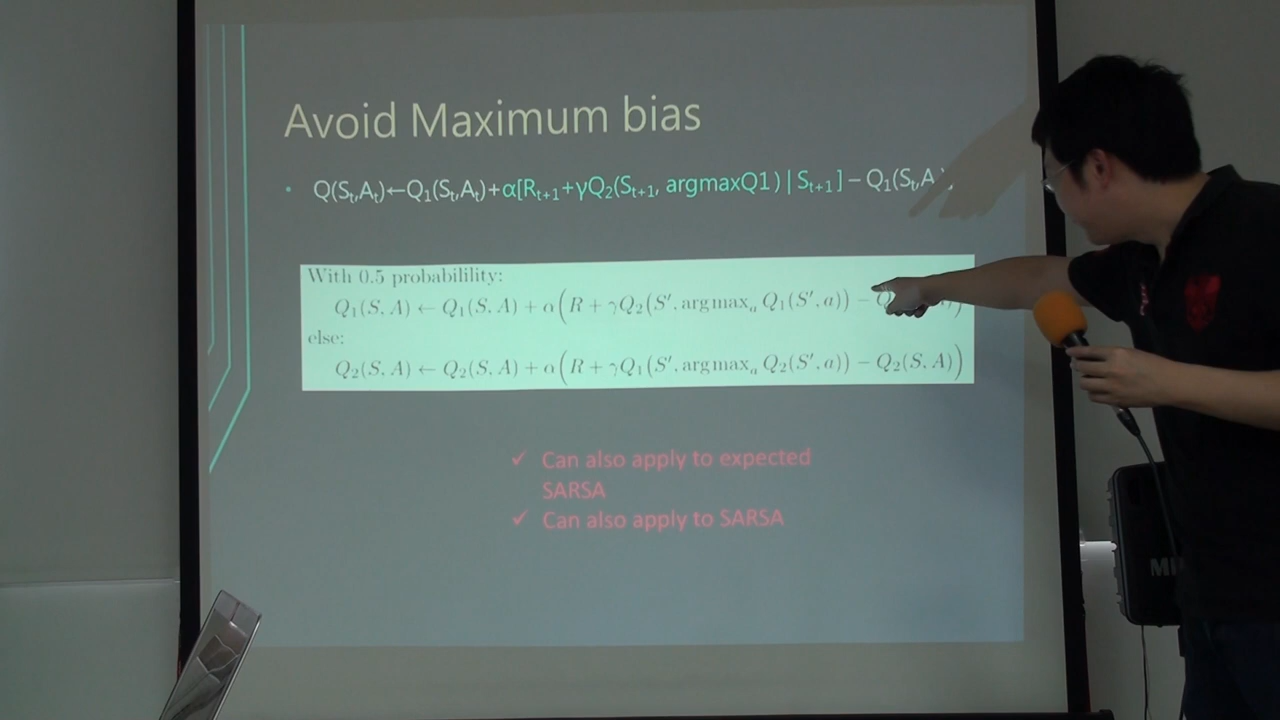 Avoid Maximum bias
• Q(Sₜ,Aₜ)←Q₁(Sₜ,Aₜ)+α[Rₜ₊₁+γQ₂(Sₜ₊₁, argmaxQ1) | Sₜ₊₁] − Q₁(Sₜ,A
With 0.5 probabilility:
Q₁(S, A) ← Q₁(S, A) + α(R + γQ₂(S′, argmaxₐ Q₁(S′, a)) − Q
else:
Q₂(S, A) ← Q₂(S, A) + α(R + γQ₁(S′, argmaxₐ Q₂(S′, a)) − Q₂(S, A))
✓ Can also apply to expected
SARSA
✓ Can also apply to SARSA